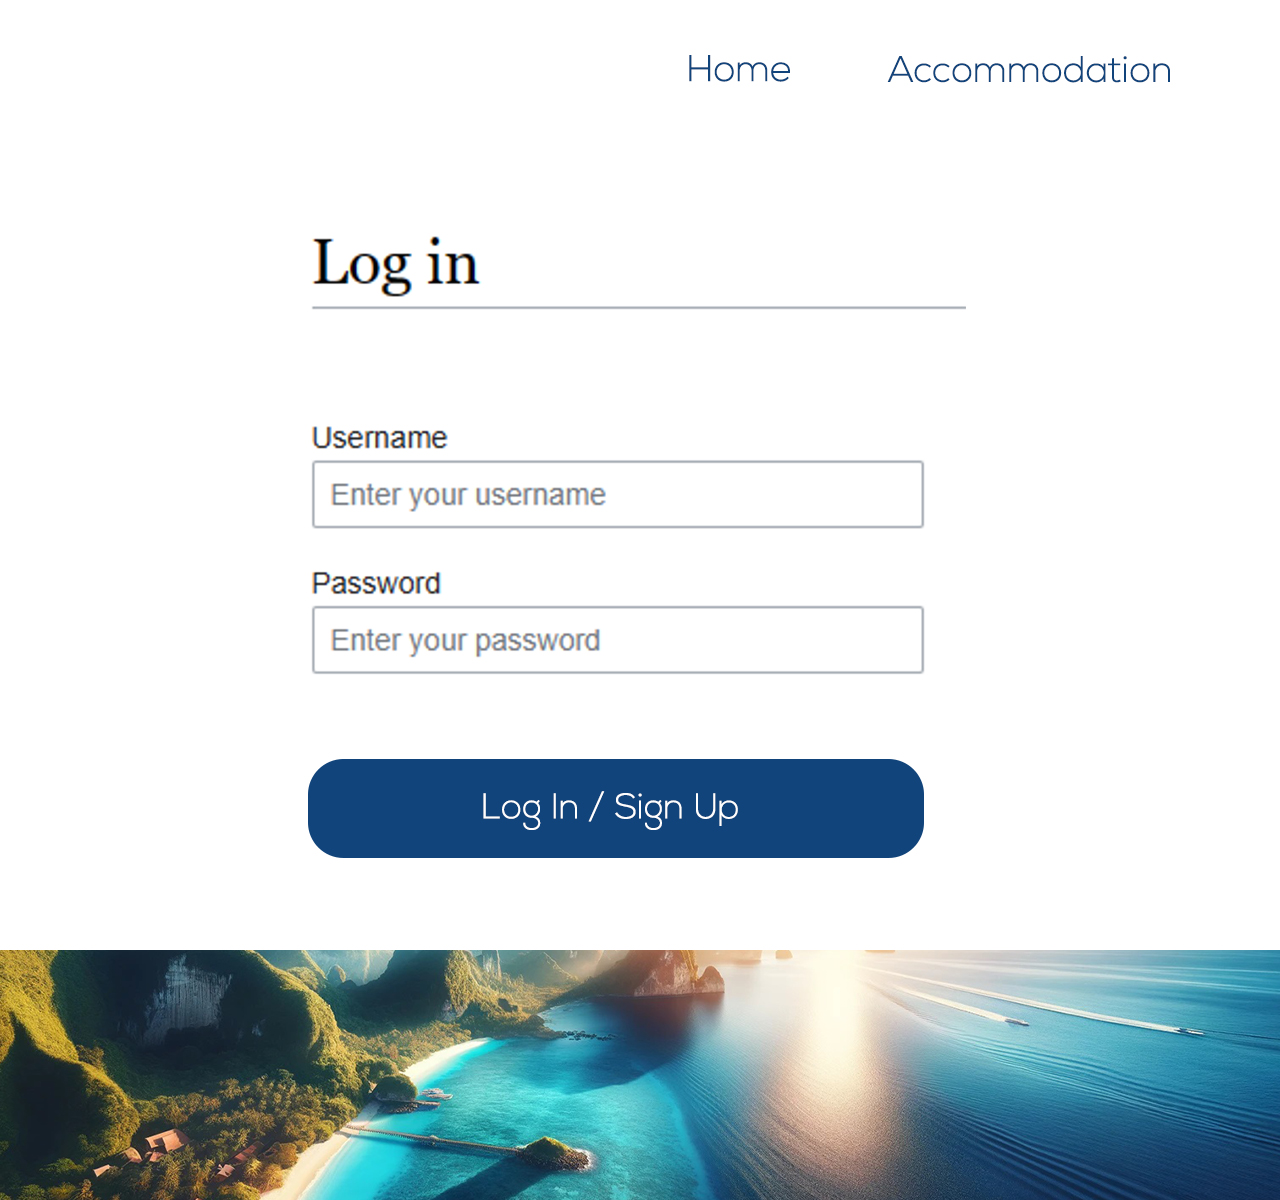 Home Accommodation
Log in
Username
Enter your username
Password
Enter your password
Log In / Sign Up